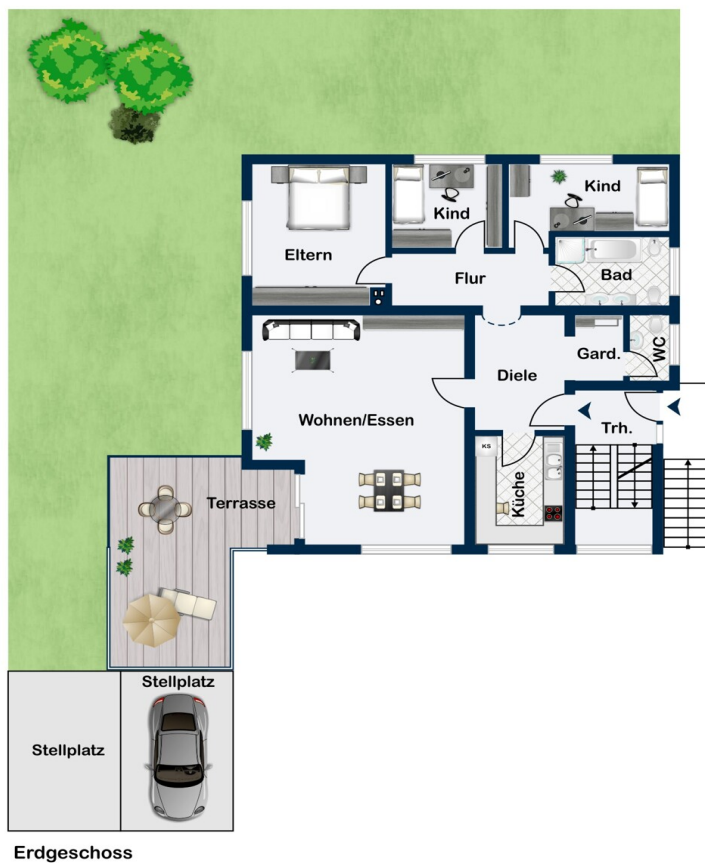 Kind
Kind
Eltern
Flur
Bad
Gard.
WC
Diele
Wohnen/Essen
Trh.
KS
Küche
Terrasse
Stellplatz
Stellplatz
Erdgeschoss